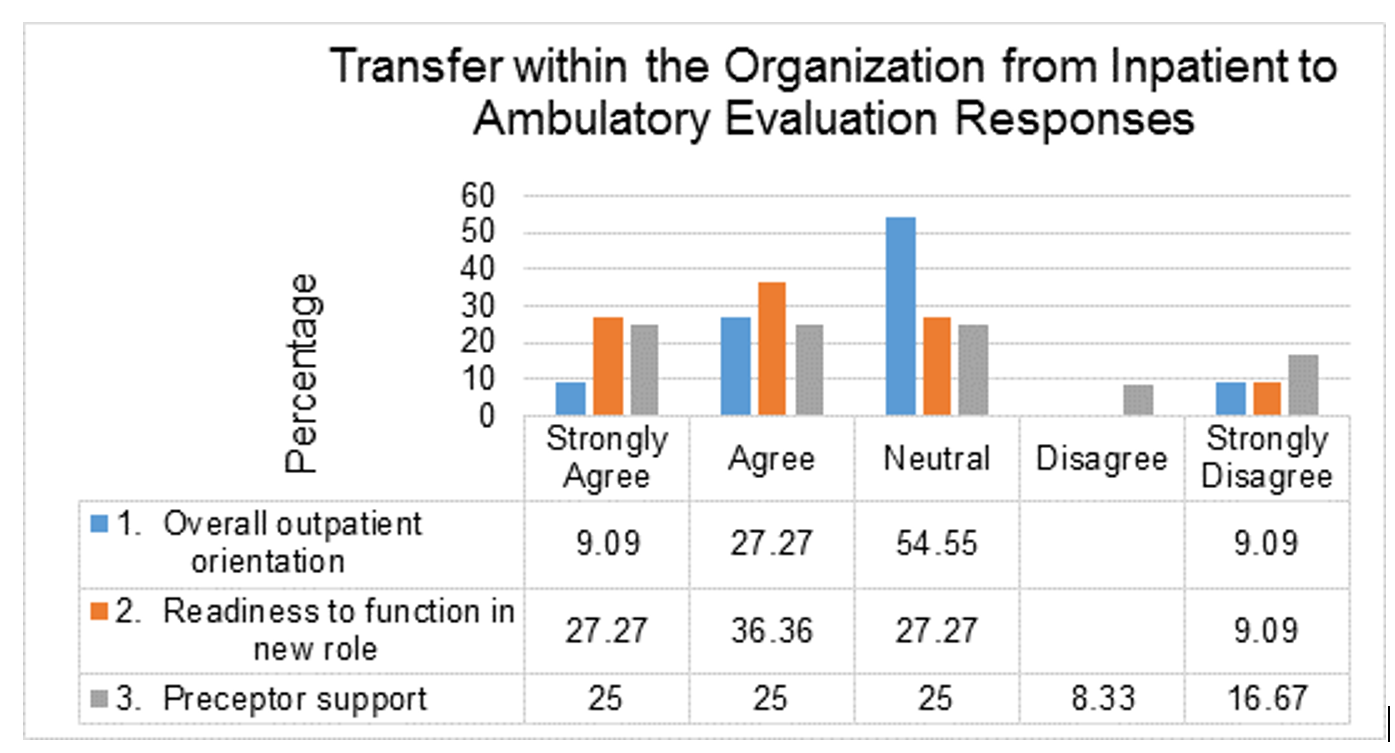 Transfer within the Organization from Inpatient to
Ambulatory Evaluation Responses
Percentage
60
50
40
30
20
10
0
Strongly Agree
Agree
Neutral
Disagree
Strongly Disagree
1. Overall outpatient
orientation
9.09 27.27 54.55 9.09
2. Readiness to function in
new role
27.27 36.36 27.27 9.09
3. Preceptor support 25 25 25 8.33 16.67